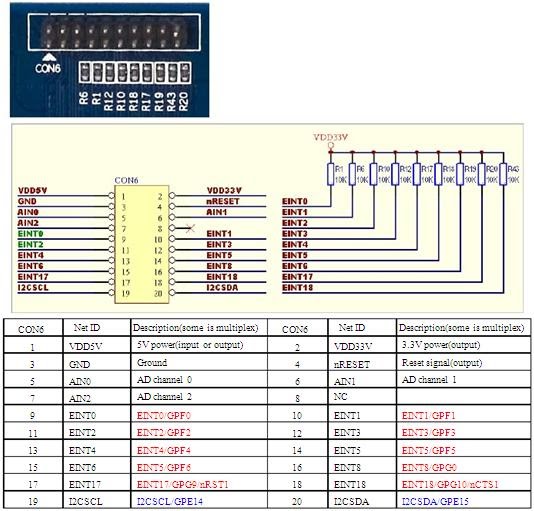 CON6
R6 R1 R12 R10 R18 R17 R19 R43 R20
VDD33V
R1 R6 R10 R12 R17 R18 R19 R20 R43
10K 10K 10K 10K 10K 10K 10K 10K 10K
CON6
VDD5V 1 2 VDD33V
GND 3 4 nRESET
AIN0 5 6 AIN1
AIN2 7 8
EINT0 9 10 EINT1
EINT2 11 12 EINT3
EINT4 13 14 EINT5
EINT6 15 16 EINT8
EINT17 17 18 EINT18
I2CSCL 19 20 I2CSDA
EINT0
EINT1
EINT2
EINT3
EINT4
EINT5
EINT6
EINT17
EINT18
CON6 Net ID Description(some is multiplex) CON6 Net ID Description(some is multiplex)
1 VDD5V 5V power(input or output) 2 VDD33V 3.3V power(output)
3 GND Ground 4 nRESET Reset signal(output)
5 AIN0 AD channel 0 6 AIN1 AD channel 1
7 AIN2 AD channel 2 8 NC
9 EINT0 EINT0/GPF0 10 EINT1 EINT1/GPF1
11 EINT2 EINT2/GPF2 12 EINT3 EINT3/GPF3
13 EINT4 EINT4/GPF4 14 EINT5 EINT5/GPF5
15 EINT6 EINT6/GPF6 16 EINT8 EINT8/GPG0
17 EINT17 EINT17/GPG9/nRST1 18 EINT18 EINT18/GPG10/nCTS1
19 I2CSCL I2CSCL/GPE14 20 I2CSDA I2CSDA/GPE15